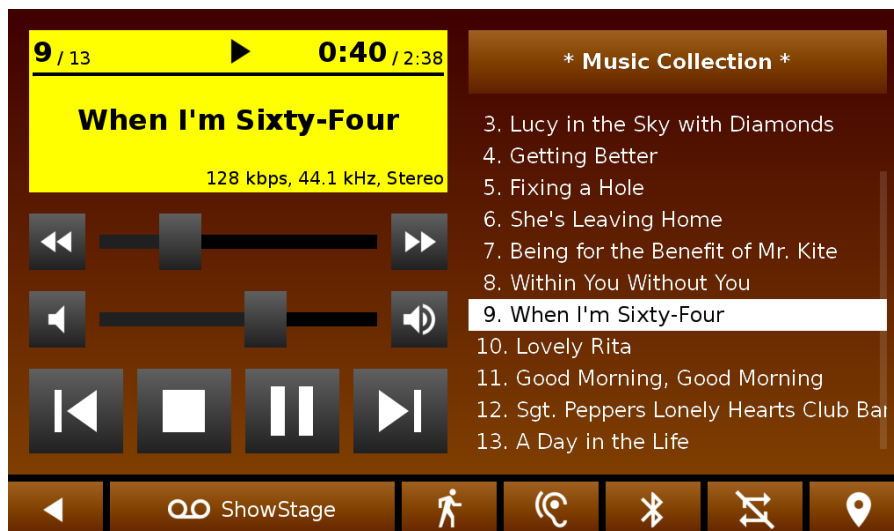 9 / 13 0:40 / 2:38
When I'm Sixty-Four
128 kbps, 44.1 kHz, Stereo
* Music Collection *
3. Lucy in the Sky with Diamonds
4. Getting Better
5. Fixing a Hole
6. She's Leaving Home
7. Being for the Benefit of Mr. Kite
8. Within You Without You
9. When I'm Sixty-Four
10. Lovely Rita
11. Good Morning, Good Morning
12. Sgt. Peppers Lonely Hearts Club Bar
13. A Day in the Life
ShowStage